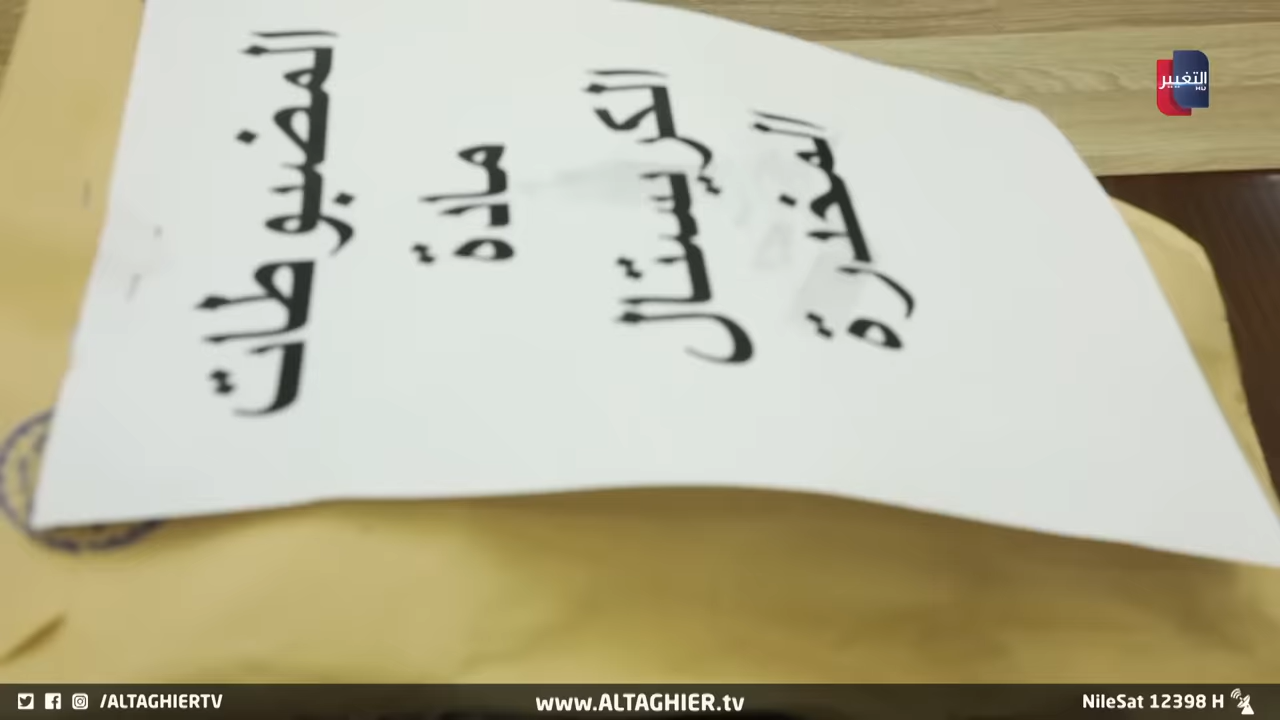 المضبوطات
مادة
الكريستال
المخدرة
التغيير
/ALTAGHIERTV
www.ALTAGHIER.tv
NileSat 12398 H